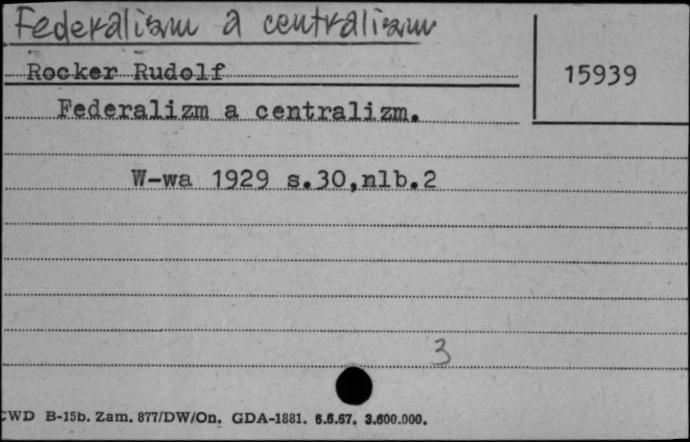 Federalizm a centralizm
Rocker Rudolf
15939
Federalizm a centralizm.
W-wa 1929 s.30,nlb.2
3
CWD B-15b. Zam. 877/DW/On. GDA-1881. 6.6.67. 3.600.000.